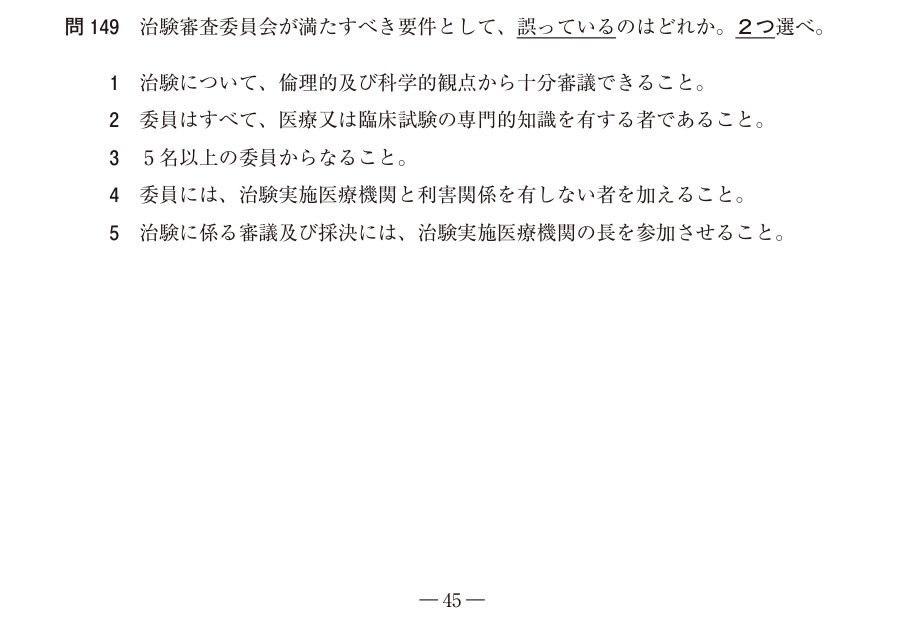 問 149 治験審査委員会が満たすべき要件として、誤っているのはどれか。２つ選べ。
1 治験について、倫理的及び科学的観点から十分審議できること。
2 委員はすべて、医療又は臨床試験の専門的知識を有する者であること。
3 ５名以上の委員からなること。
4 委員には、治験実施医療機関と利害関係を有しない者を加えること。
5 治験に係る審議及び採決には、治験実施医療機関の長を参加させること。
— 45 —